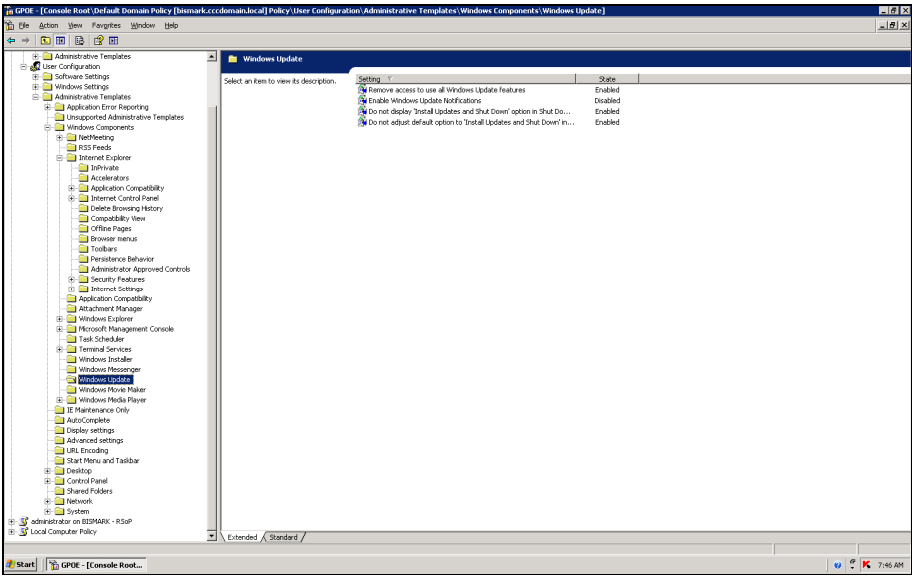 GPOE - [Console Root\Default Domain Policy [bismark.cccdomain.local] Policy\User Configuration\Administrative Templates\Windows Components\Windows Update]
File Action View Favorites Window Help
Administrative Templates
User Configuration
Software Settings
Windows Settings
Administrative Templates
Application Error Reporting
Unsupported Administrative Templates
Windows Components
NetMeeting
RSS Feeds
Internet Explorer
InPrivate
Accelerators
Application Compatibility
Internet Control Panel
Delete Browsing History
Compatibility View
Offline Pages
Browser menus
Toolbars
Persistence Behavior
Administrator Approved Controls
Security Features
Internet Settings
Application Compatibility
Attachment Manager
Windows Explorer
Microsoft Management Console
Task Scheduler
Terminal Services
Windows Installer
Windows Messenger
Windows Update
Windows Movie Maker
Windows Media Player
IE Maintenance Only
AutoComplete
Display settings
Advanced settings
URL Encoding
Start Menu and Taskbar
Desktop
Control Panel
Shared Folders
Network
System
administrator on BISMARK - RSoP
Local Computer Policy
Windows Update
Select an item to view its description.
Setting State
Remove access to use all Windows Update features Enabled
Enable Windows Update Notifications Disabled
Do not display 'Install Updates and Shut Down' option in Shut Do... Enabled
Do not adjust default option to 'Install Updates and Shut Down' in... Enabled
Extended Standard
Start GPOE - [Console Root... 7:46 AM